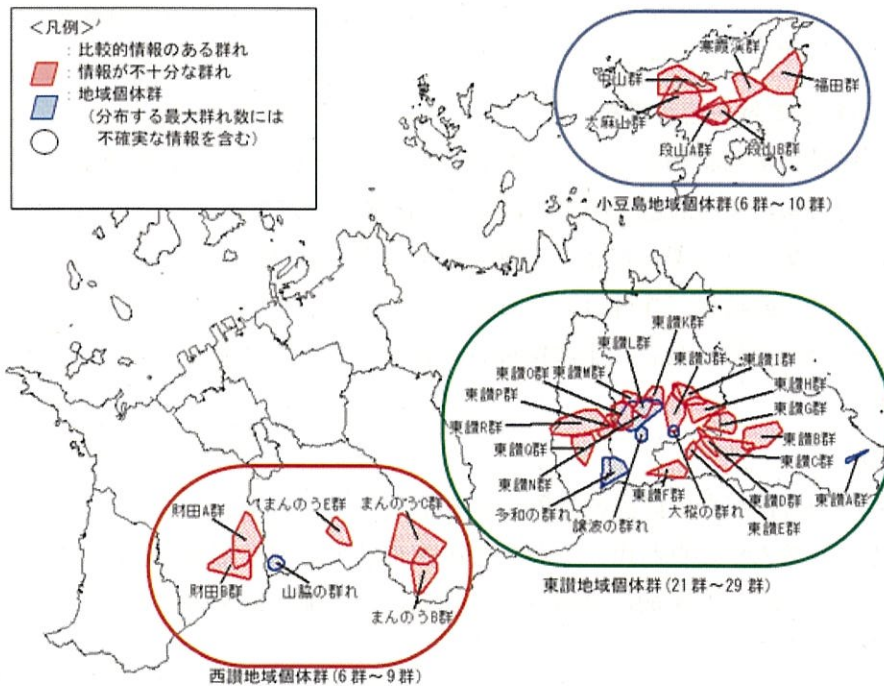 <凡例>
：比較的情報のある群れ
：情報が不十分な群れ
：地域個体群
(分布する最大群れ数には
不確実な情報を含む)
寒霞渓群
福田群
太麻山群
段山A群
段山B群
小豆島地域個体群(6群〜10群)
東讃K群
東讃L群
東讃J群
東讃I群
東讃O群
東讃M群
東讃H群
東讃P群
東讃G群
東讃R群
東讃B群
東讃Q群
東讃C群
東讃N群
東讃F群
東讃D群
東讃A群
多和の群れ
譲波の群れ
大樅の群れ
東讃E群
東讃地域個体群(21群〜29群)
財田A群
まんのうE群
まんのうC群
財田B群
山脇の群れ
まんのうB群
西讃地域個体群(6群〜9群)